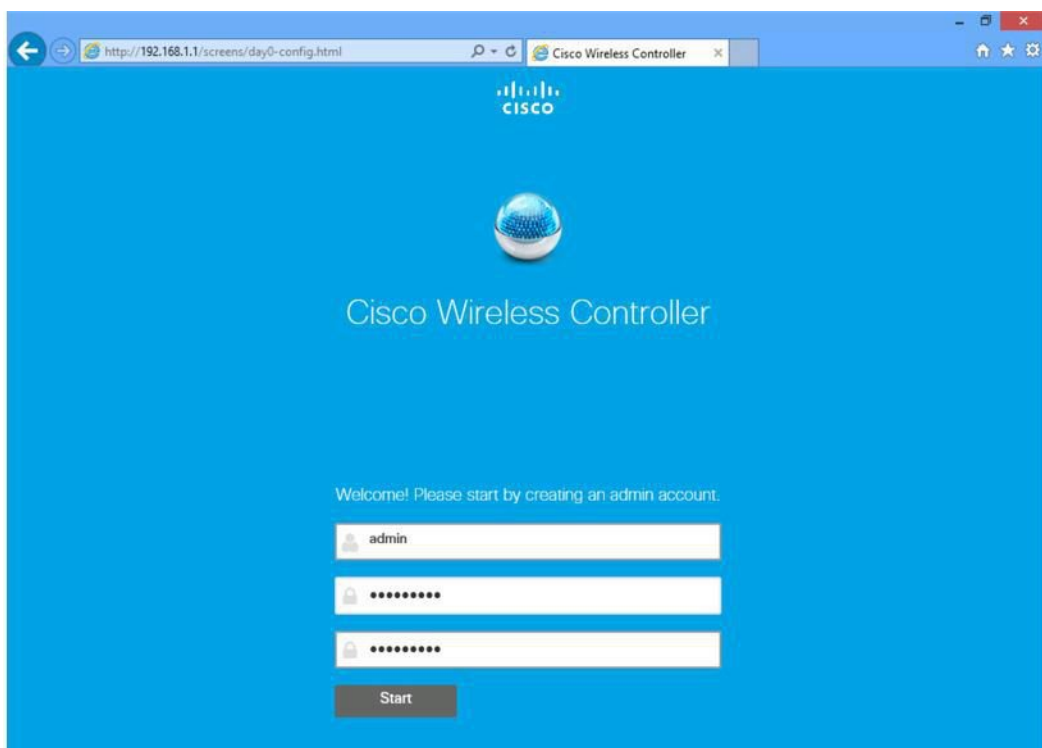 http://192.168.1.1/screens/day0-config.html
Cisco Wireless Controller
CISCO
Cisco Wireless Controller
Welcome! Please start by creating an admin account.
admin
•••••••••
•••••••••
Start